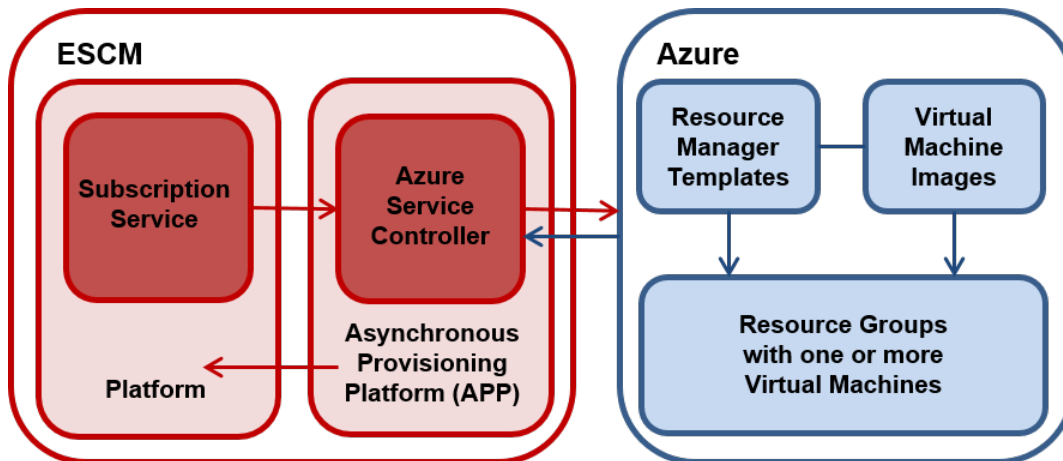 ESCM
Subscription
Service
Platform
Azure
Service
Controller
Asynchronous
Provisioning
Platform (APP)
Azure
Resource
Manager
Templates
Virtual
Machine
Images
Resource Groups
with one or more
Virtual Machines